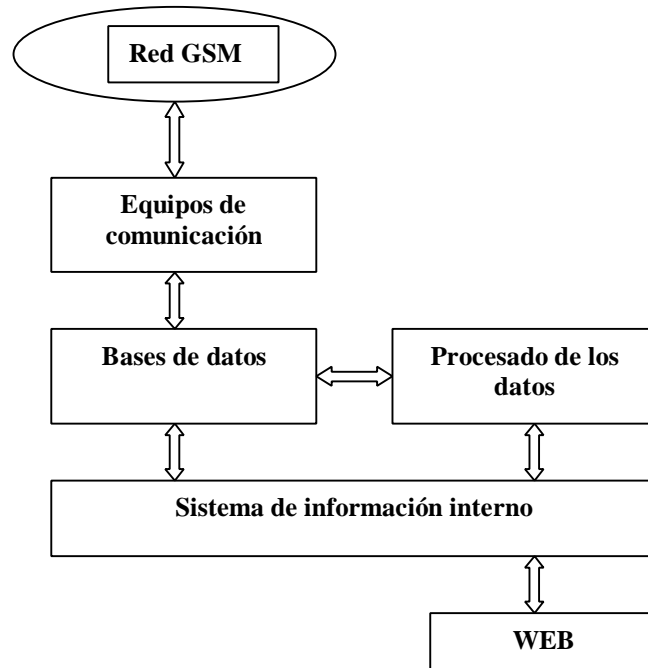 Red GSM
Equipos de
comunicación
Bases de datos
Procesado de los
datos
Sistema de información interno
WEB